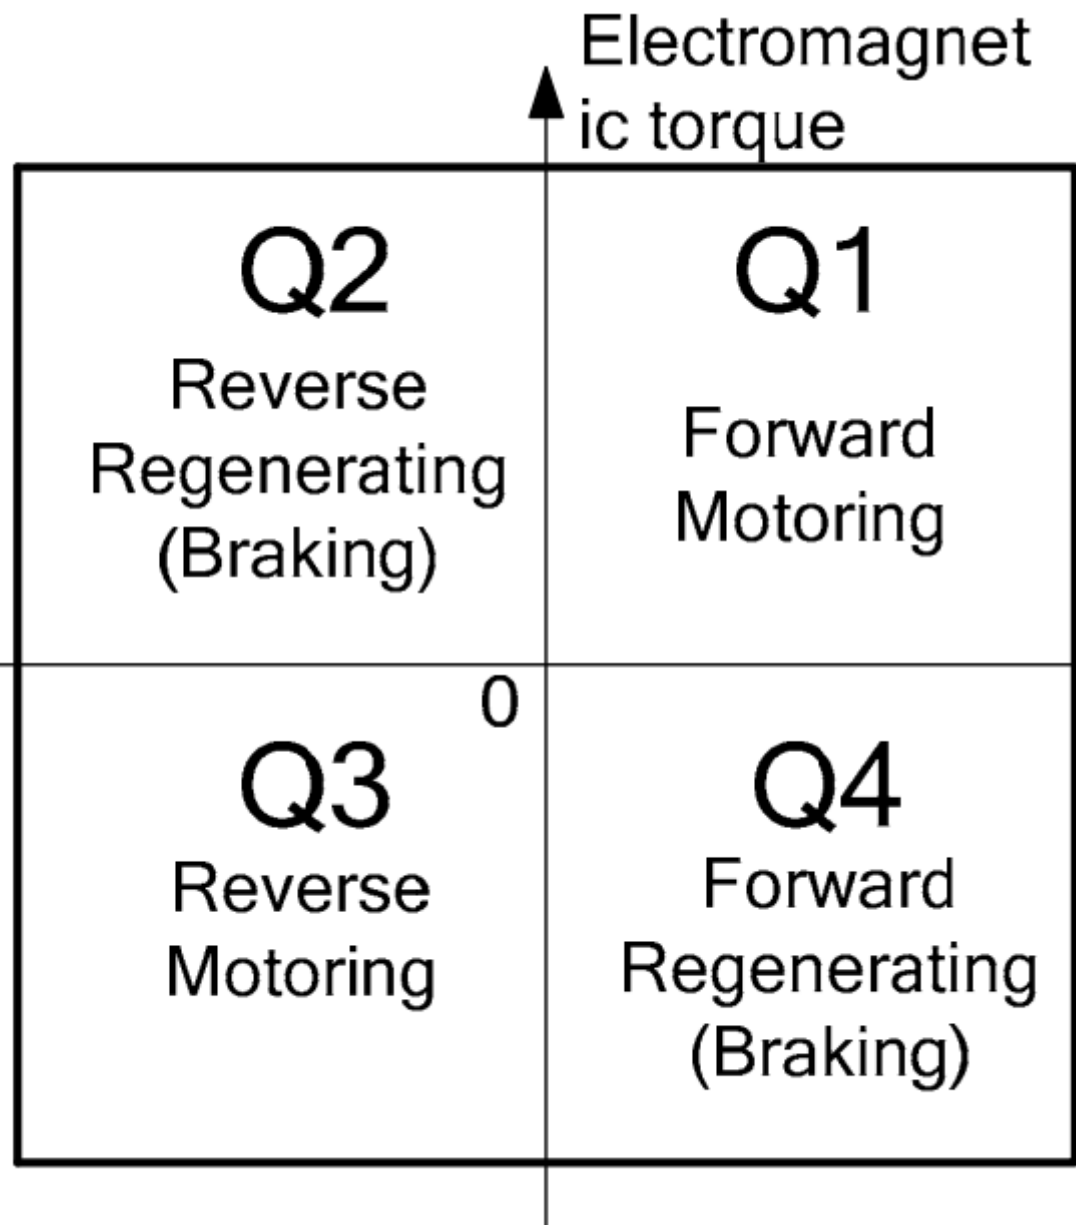 Electromagnet
ic torque
Q2
Reverse
Regenerating
(Braking)
Q1
Forward
Motoring
0
Q3
Reverse
Motoring
Q4
Forward
Regenerating
(Braking)